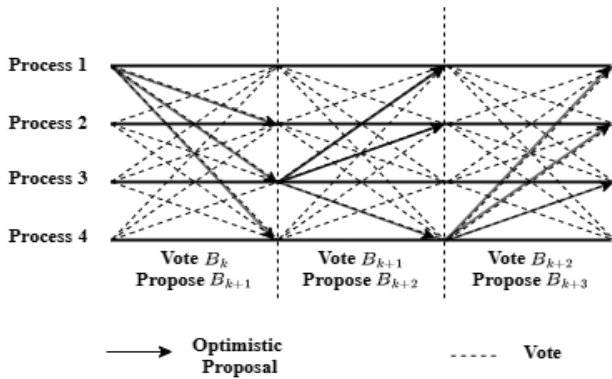 Process 1
Process 2
Process 3
Process 4
Vote B_k
Propose B_{k+1}
Vote B_{k+1}
Propose B_{k+2}
Vote B_{k+2}
Propose B_{k+3}
Optimistic
Proposal
Vote